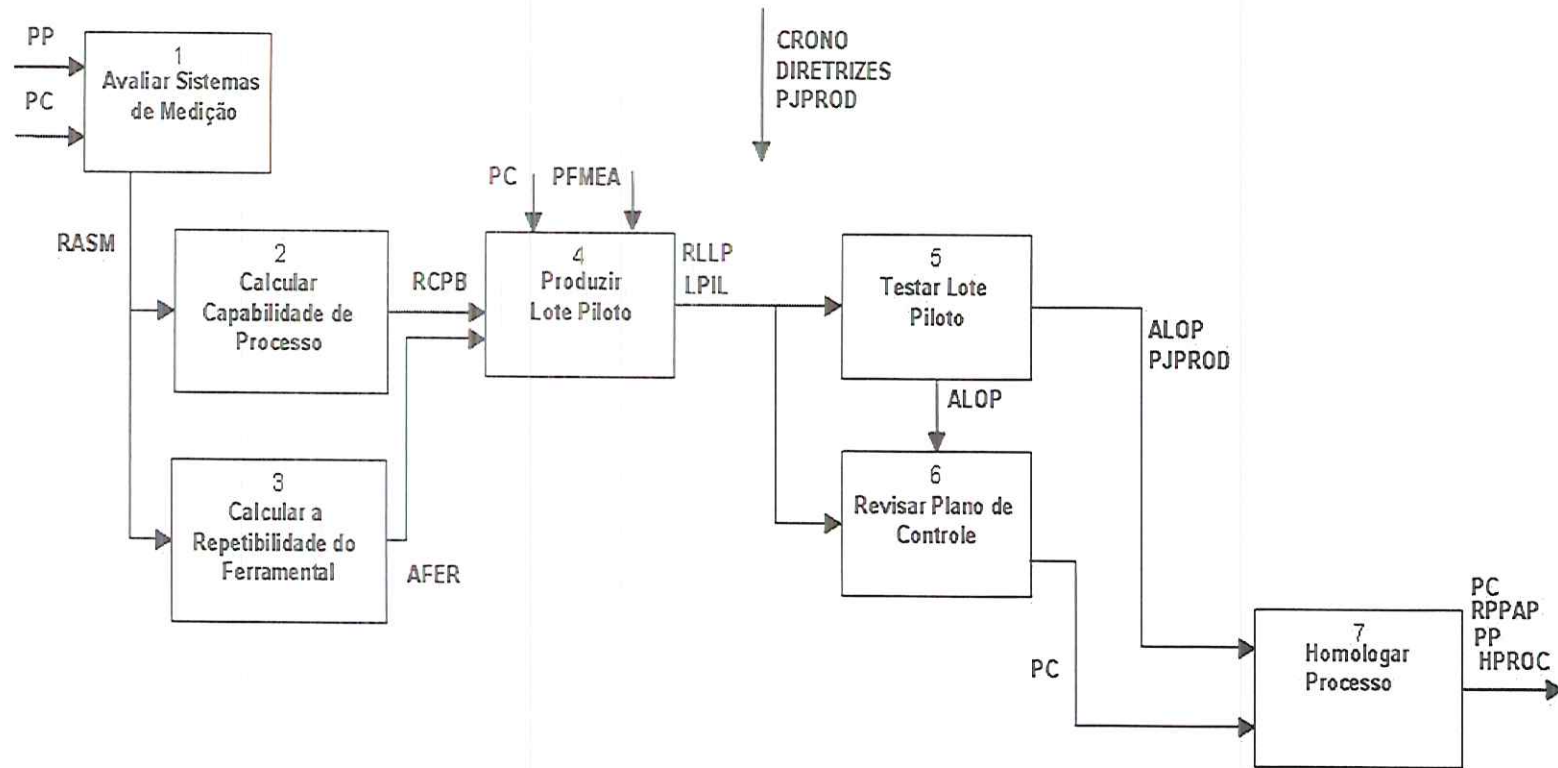 PP
PC
1
Avaliar Sistemas
de Medição
CRONO
DIRETRIZES
PJPROD
RASM
2
Calcular
Capabilidade de
Processo
RCPB
3
Calcular a
Repetibilidade do
Ferramental
AFER
PC
PFMEA
4
Produzir
Lote Piloto
RLLP
LPIL
5
Testar Lote
Piloto
ALOP
PJPROD
ALOP
6
Revisar Plano de
Controle
PC
7
Homologar
Processo
PC
RPPAP
PP
HPROC